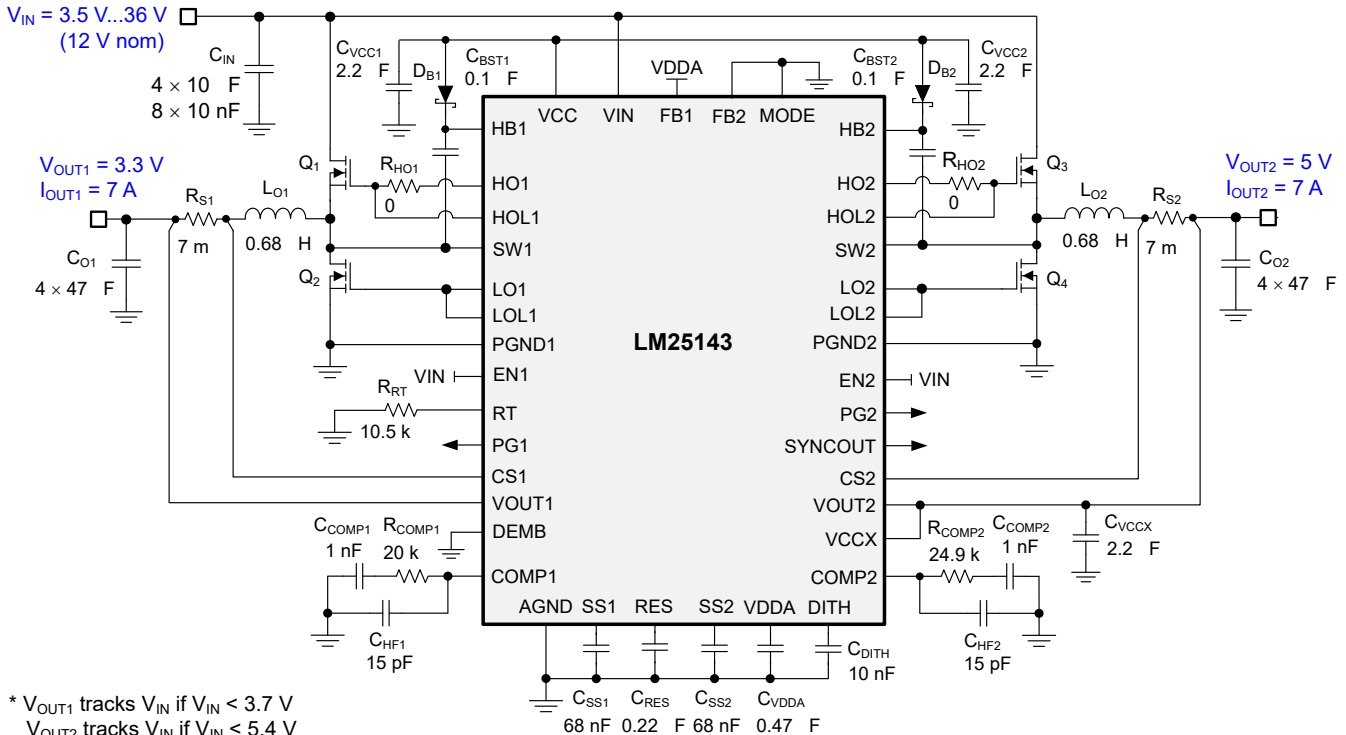 V_IN = 3.5 V...36 V
(12 V nom)
C_IN
4 × 10 F
8 × 10 nF
C_VCC1
2.2 F
D_B1
C_BST1
0.1 F
VDDA
C_BST2
0.1 F
D_B2
C_VCC2
2.2 F
VCC VIN FB1 FB2 MODE
HB1
HB2
V_OUT1 = 3.3 V
I_OUT1 = 7 A
V_OUT2 = 5 V
I_OUT2 = 7 A
Q_1
R_HO1
0
HO1
HO2
R_HO2
0
Q_3
R_S1
7 m
L_O1
0.68 H
HOL1
HOL2
L_O2
0.68 H
R_S2
7 m
SW1
SW2
C_O1
4 × 47 F
Q_2
LO1
LO2
Q_4
C_O2
4 × 47 F
LOL1
LOL2
LM25143
PGND1
PGND2
VIN
EN1
EN2
VIN
R_RT
10.5 k
RT
PG2
PG1
SYNCOUT
CS1
CS2
VOUT1
VOUT2
DEMB
VCCX
C_VCCX
2.2 F
C_COMP1
1 nF
R_COMP1
20 k
R_COMP2
24.9 k
C_COMP2
1 nF
COMP1
COMP2
C_HF1
15 pF
C_HF2
15 pF
AGND SS1 RES SS2 VDDA DITH
C_DITH
10 nF
C_SS1 C_RES C_SS2 C_VDDA
68 nF 0.22 F 68 nF 0.47 F
* V_OUT1 tracks V_IN if V_IN < 3.7 V
V_OUT2 tracks V_IN if V_IN < 5.4 V